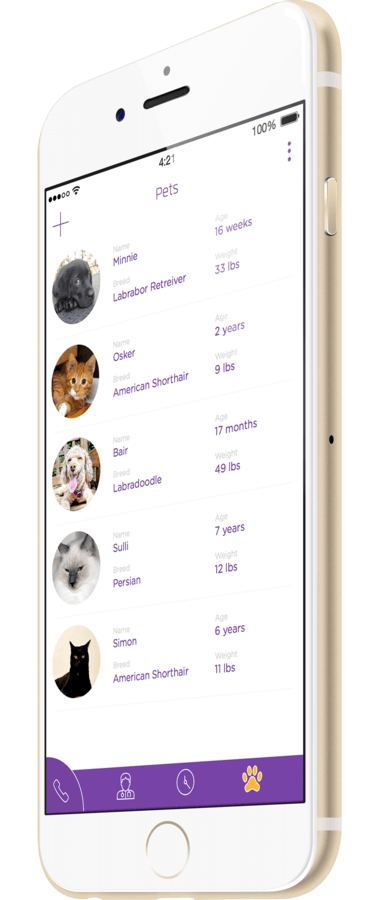 100%
4:21
Pets
Name
Minnie
Age
16 weeks
Breed
Labrabor Retreiver
Weight
33 lbs
Name
Osker
Age
2 years
Breed
American Shorthair
Weight
9 lbs
Name
Bair
Age
17 months
Breed
Labradoodle
Weight
49 lbs
Name
Sulli
Age
7 years
Breed
Persian
Weight
12 lbs
Name
Simon
Age
6 years
Breed
American Shorthair
Weight
11 lbs